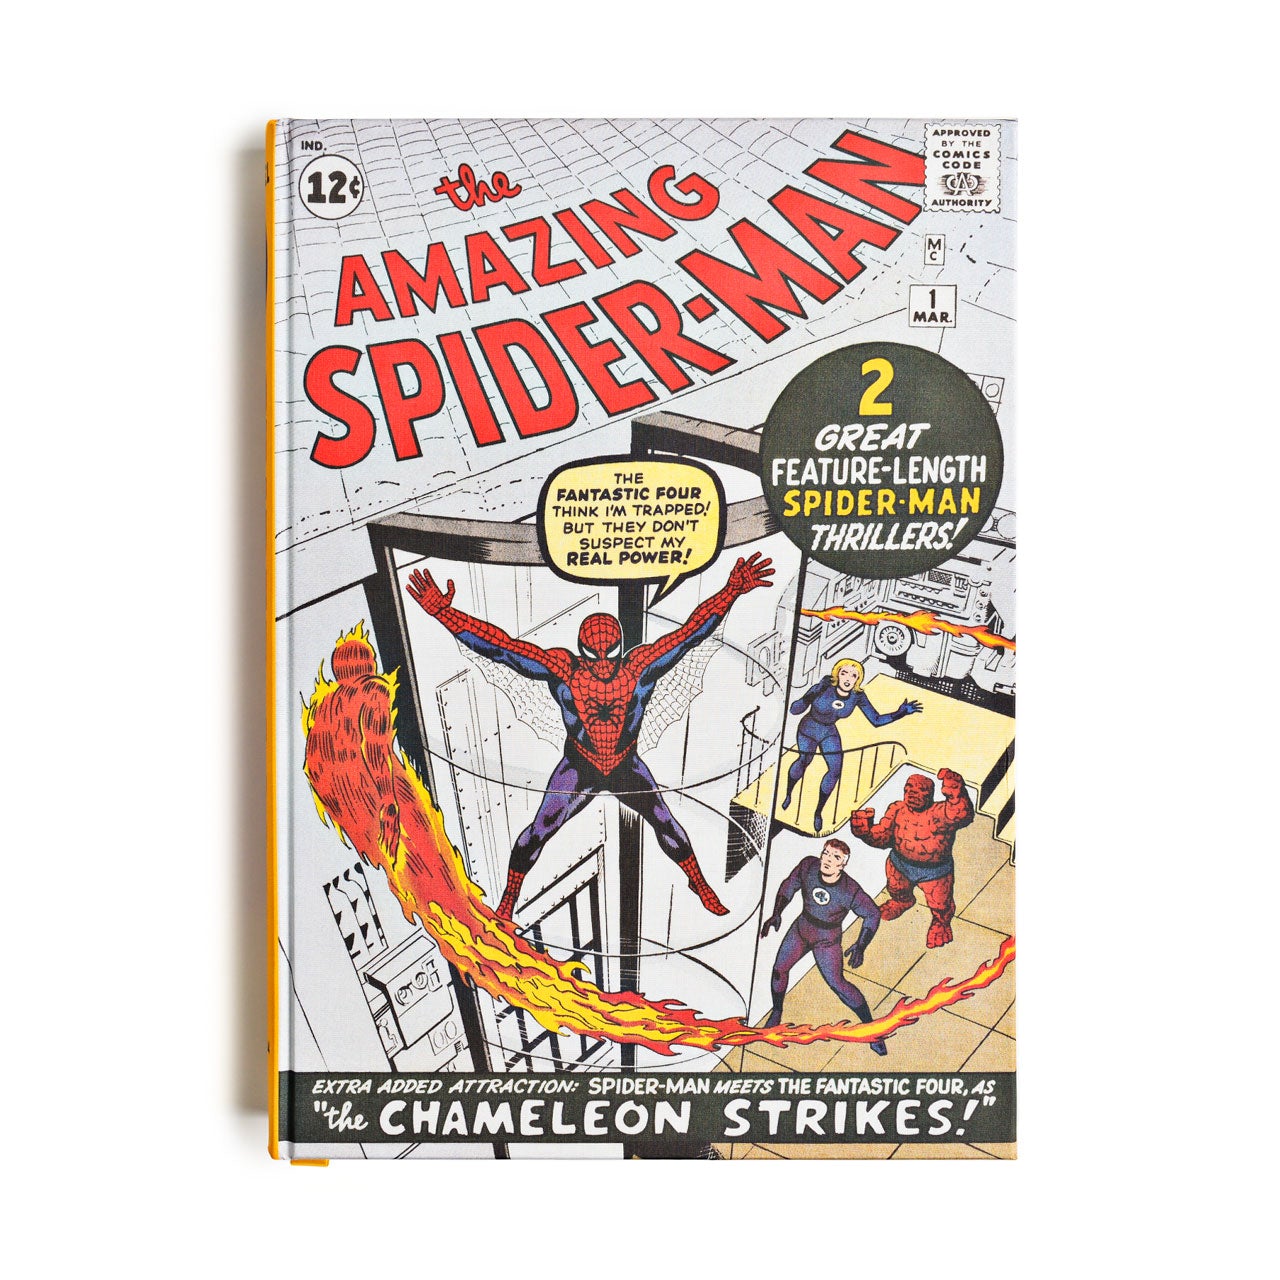 IND.
12¢
the
AMAZING
SPIDER-MAN
APPROVED
BY THE
COMICS
CODE
CA
AUTHORITY
M
C
1
MAR.
2
GREAT
FEATURE-LENGTH
SPIDER-MAN
THRILLERS!
THE
FANTASTIC FOUR
THINK I'M TRAPPED!
BUT THEY DON'T
SUSPECT MY
REAL POWER!
4
EXTRA ADDED ATTRACTION: SPIDER-MAN MEETS THE FANTASTIC FOUR, AS
"the CHAMELEON STRIKES!"